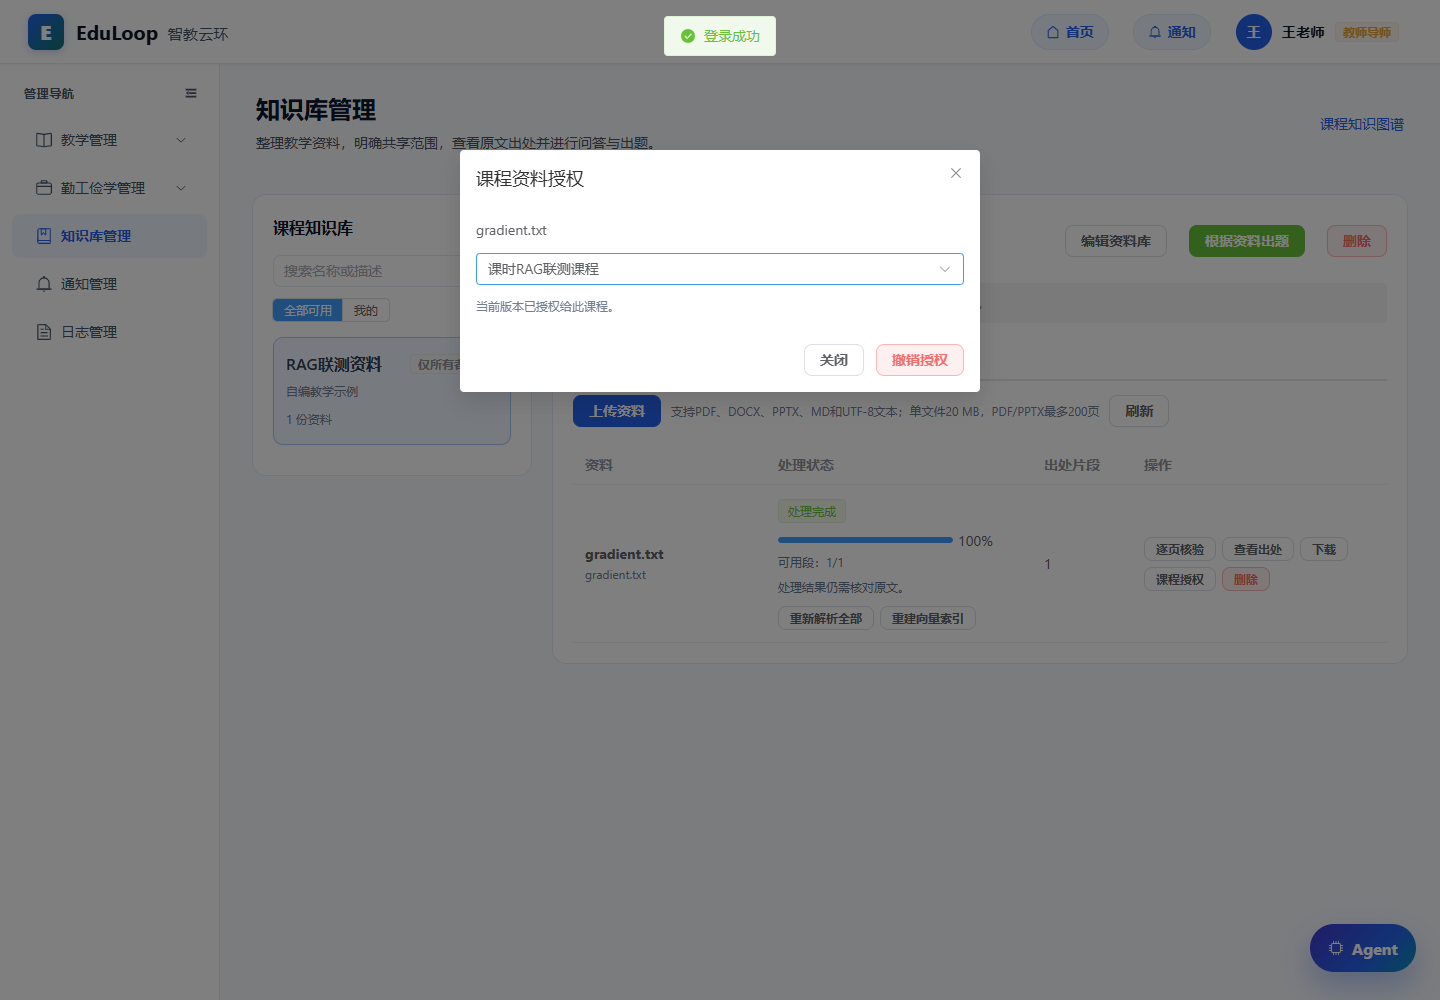 E EduLoop 智教云环
登录成功
首页
通知
王 王老师 教师导师
管理导航
教学管理
勤工俭学管理
知识库管理
通知管理
日志管理
知识库管理
整理教学资料，明确共享范围，查看原文出处并进行问答与出题。
课程知识图谱
课程知识库
搜索名称或描述
全部可用 我的
RAG联测资料 仅所有者
自编教学示例
1 份资料
编辑资料库 根据资料出题 删除
课程资料授权
gradient.txt
课时RAG联测课程
当前版本已授权给此课程。
关闭 撤销授权
上传资料 支持PDF、DOCX、PPTX、MD和UTF-8文本；单文件20 MB，PDF/PPTX最多200页 刷新
资料 处理状态 出处片段 操作
处理完成
100%
gradient.txt
gradient.txt
可用段：1/1
处理结果仍需核对原文。
重新解析全部 重建向量索引
1
逐页核验 查看出处 下载
课程授权 删除
Agent